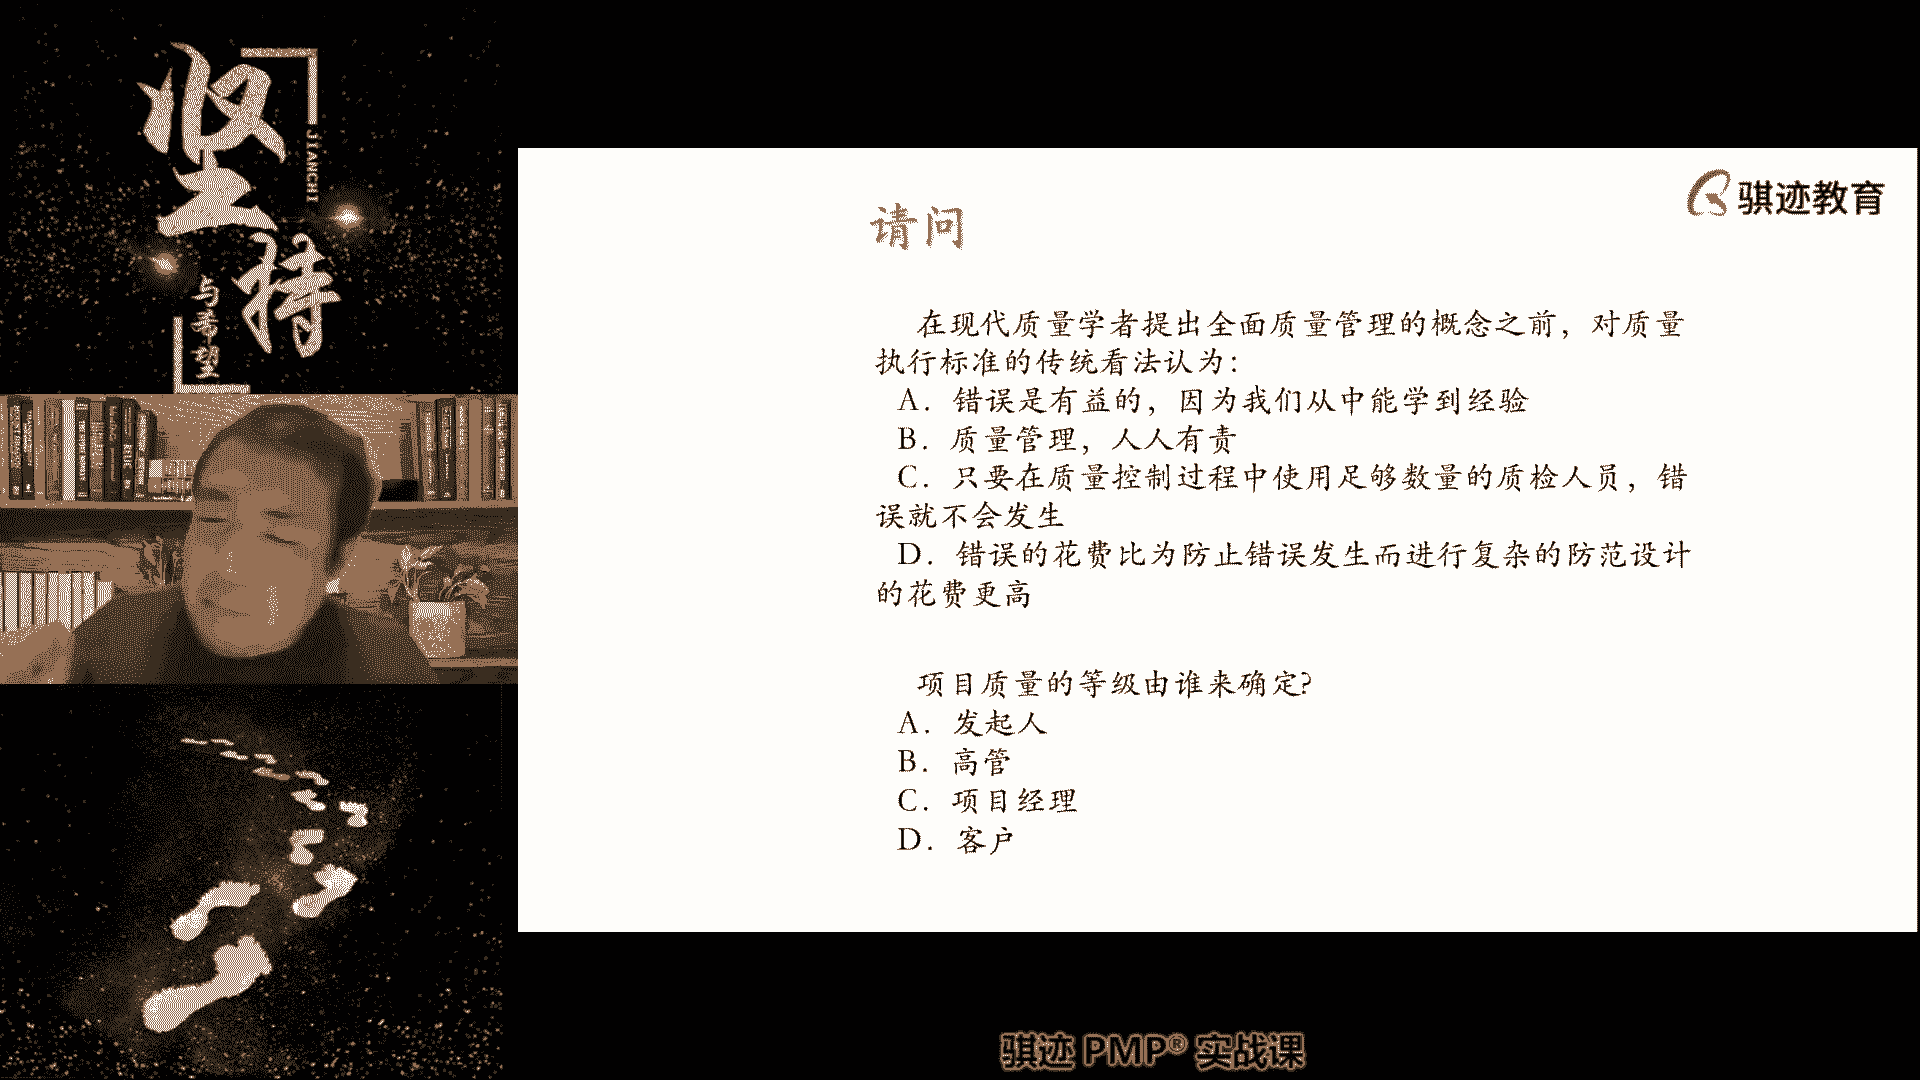 坚持
JIANCHI
与希望
骐迹教育
请问
在现代质量学者提出全面质量管理的概念之前，对质量
执行标准的传统看法认为：
A．错误是有益的，因为我们从中能学到经验
B．质量管理，人人有责
C．只要在质量控制过程中使用足够数量的质检人员，错
误就不会发生
D．错误的花费比为防止错误发生而进行复杂的防范设计
的花费更高
项目质量的等级由谁来确定?
A．发起人
B．高管
C．项目经理
D．客户
骐迹 PMP® 实战课